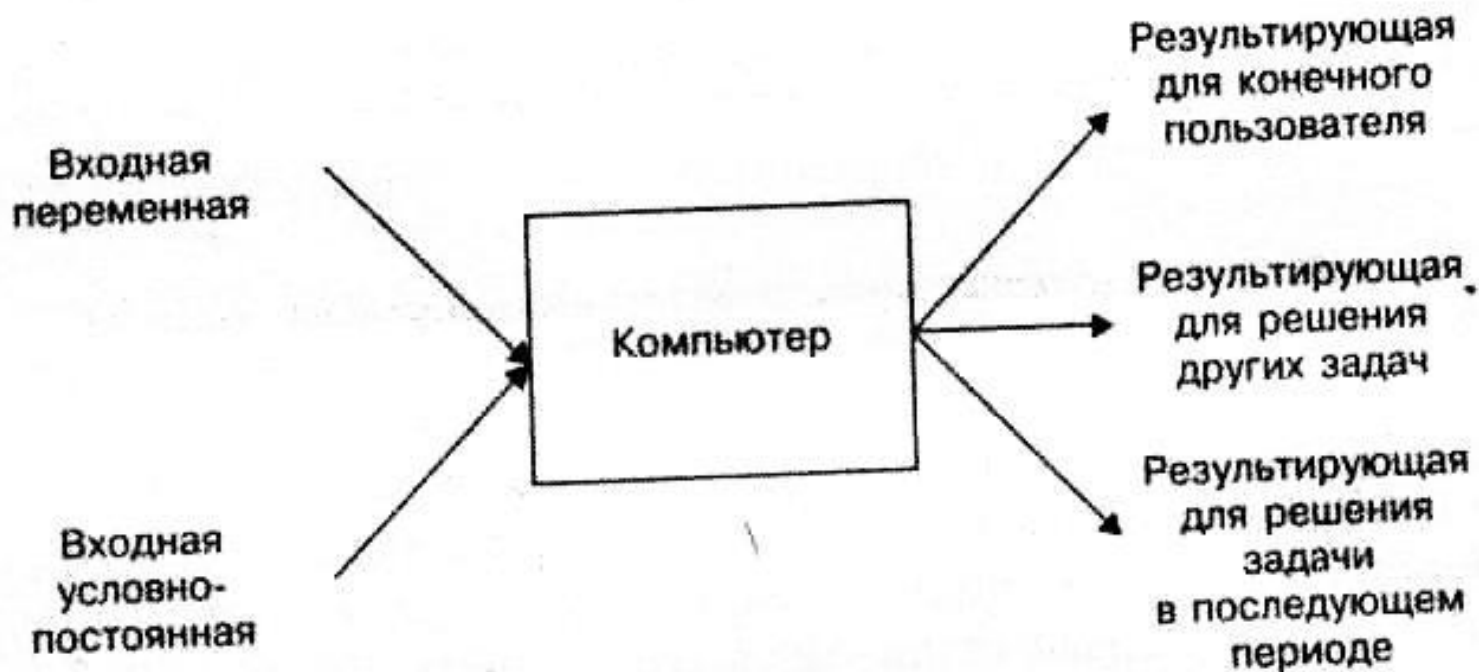 Входная
переменная
Входная
условно-
постоянная
Компьютер
Результирующая
для конечного
пользователя
Результирующая
для решения
других задач
Результирующая
для решения
задачи
в последующем
периоде